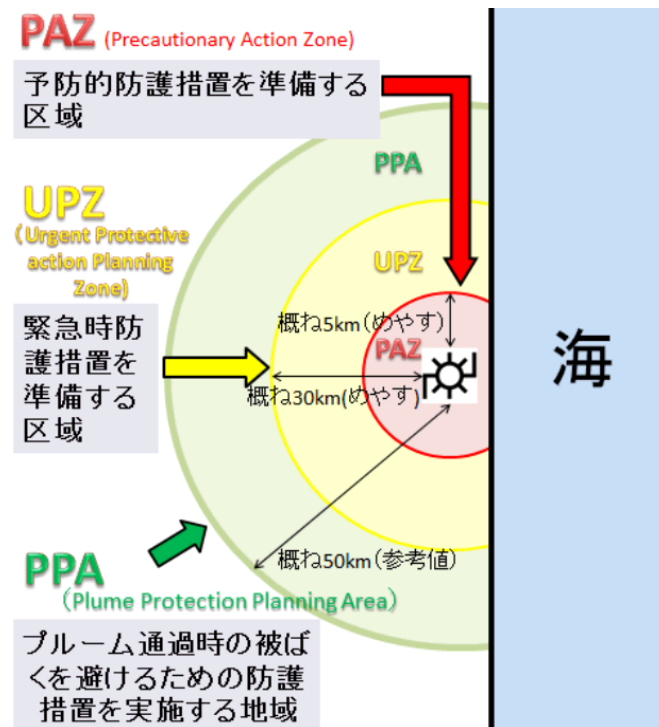 PAZ (Precautionary Action Zone)
予防的防護措置を準備する
区域
PPA
UPZ
(Urgent Protective
action Planning
Zone)
UPZ
緊急時防
護措置を
準備する
区域
概ね5km(めやす)
PAZ
概ね30km(めやす)
海
概ね50km(参考値)
PPA
(Plume Protection Planning Area)
プルーム通過時の被ば
くを避けるための防護
措置を実施する地域